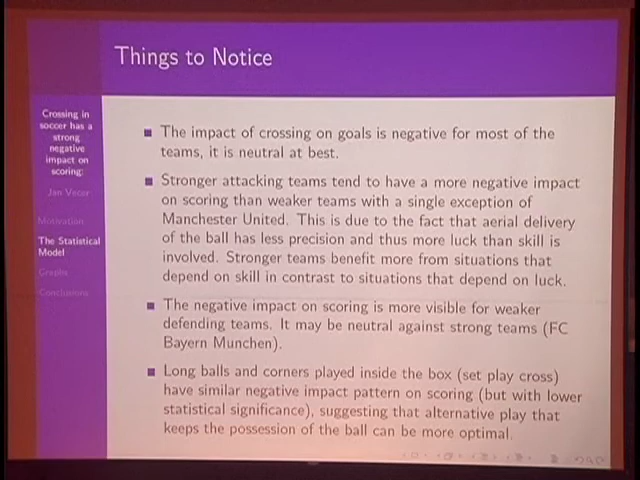 Things to Notice
Crossing in
soccer has a
strong
negative
impact on
scoring:
Jan Vecer
Motivation
The Statistical
Model
Graphs
Conclusions
The impact of crossing on goals is negative for most of the
teams, it is neutral at best.
Stronger attacking teams tend to have a more negative impact
on scoring than weaker teams with a single exception of
Manchester United. This is due to the fact that aerial delivery
of the ball has less precision and thus more luck than skill is
involved. Stronger teams benefit more from situations that
depend on skill in contrast to situations that depend on luck.
The negative impact on scoring is more visible for weaker
defending teams. It may be neutral against strong teams (FC
Bayern Munchen).
Long balls and corners played inside the box (set play cross)
have similar negative impact pattern on scoring (but with lower
statistical significance), suggesting that alternative play that
keeps the possession of the ball can be more optimal.